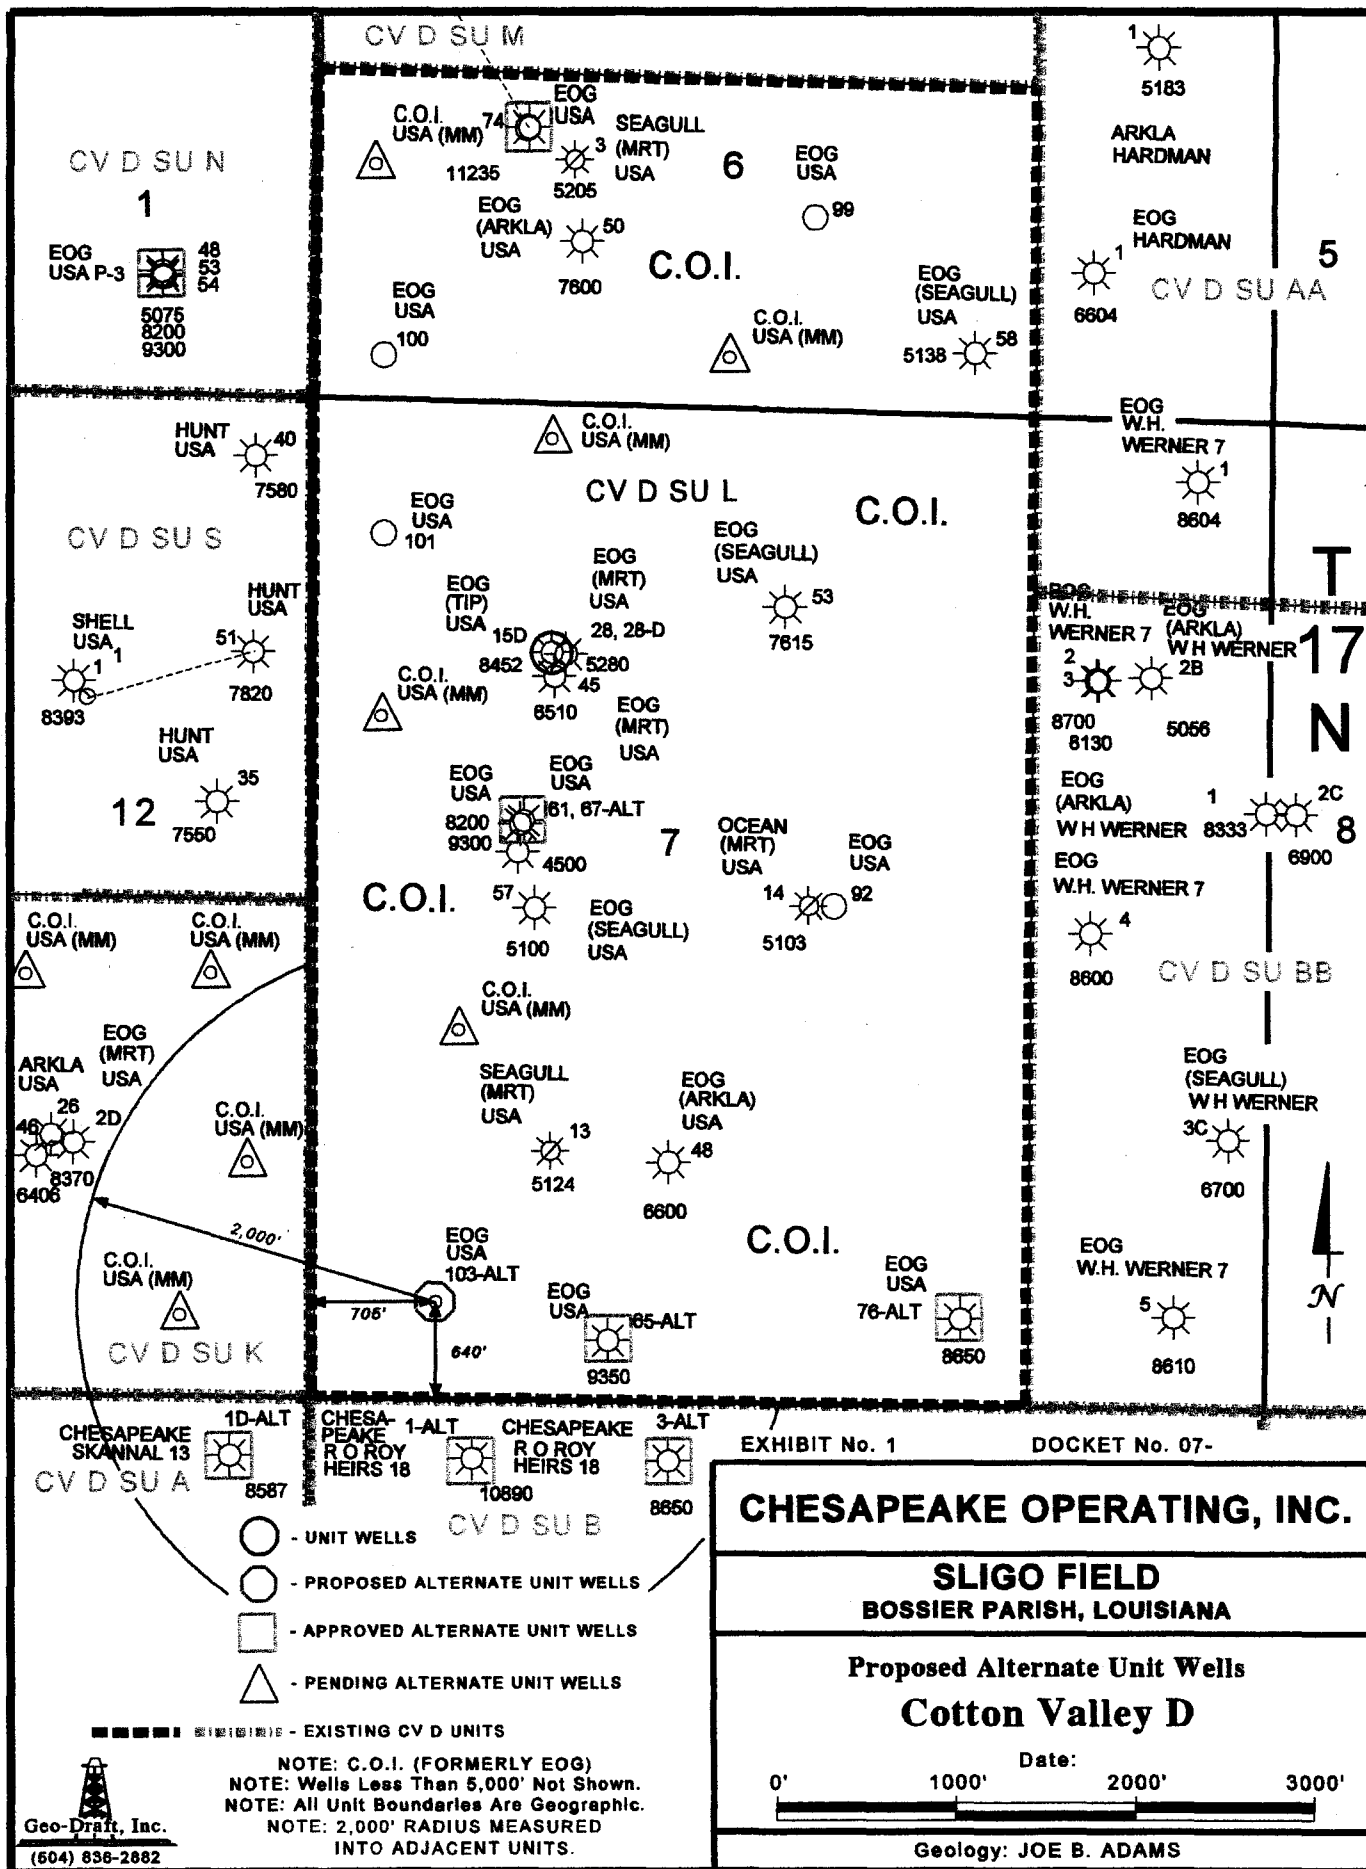 CV D SU M
1
5183
ARKLA
HARDMAN
EOG
HARDMAN
1
6604
CV D SU AA
5
CV D SU N
1
EOG
USA P-3
48
53
54
5075
8200
9300
C.O.I.
USA (MM)
74
EOG
USA
11235
3
SEAGULL
(MRT)
USA
5205
6
EOG
USA
99
EOG
(ARKLA)
USA
50
7600
C.O.I.
EOG
USA
100
C.O.I.
USA (MM)
EOG
(SEAGULL)
USA
5138
58
HUNT
USA
40
7580
CV D SU S
HUNT
USA
51
7820
SHELL
USA
1
1
8393
HUNT
USA
35
7550
12
C.O.I.
USA (MM)
CV D SU L
C.O.I.
EOG
USA
101
EOG
(SEAGULL)
USA
53
7615
EOG
(MRT)
USA
28, 28-D
5280
EOG
(TIP)
USA
15D
8452
45
6510
EOG
(MRT)
USA
C.O.I.
USA (MM)
EOG
USA
8200
9300
EOG
USA
61, 67-ALT
4500
7
OCEAN
(MRT)
USA
14
5103
EOG
USA
92
C.O.I.
57
5100
EOG
(SEAGULL)
USA
EOG
W.H.
WERNER 7
1
8604
T
17
N
EOG
W.H.
WERNER 7
2
3
8700
8130
EOG
(ARKLA)
W H WERNER
2B
5056
EOG
(ARKLA)
W H WERNER
1
8333
2C
6900
8
EOG
W.H. WERNER 7
4
8600
CV D SU BB
C.O.I.
USA (MM)
C.O.I.
USA (MM)
ARKLA
USA
EOG
(MRT)
USA
26
46
2D
8370
6406
C.O.I.
USA (MM)
C.O.I.
USA (MM)
SEAGULL
(MRT)
USA
13
5124
EOG
(ARKLA)
USA
48
6600
EOG
(SEAGULL)
W H WERNER
3C
6700
2,000'
C.O.I.
USA (MM)
CV D SU K
EOG
USA
103-ALT
705'
640'
EOG
USA
65-ALT
9350
C.O.I.
EOG
USA
76-ALT
8650
EOG
W.H. WERNER 7
5
8610
N
CHESAPEAKE
SKANNAL 13
1D-ALT
8587
CV D SU A
CHESA-
PEAKE
R O ROY
HEIRS 18
1-ALT
10890
CHESAPEAKE
R O ROY
HEIRS 18
3-ALT
8650
CV D SU B
EXHIBIT No. 1
DOCKET No. 07-
- UNIT WELLS
- PROPOSED ALTERNATE UNIT WELLS
- APPROVED ALTERNATE UNIT WELLS
- PENDING ALTERNATE UNIT WELLS
- EXISTING CV D UNITS
NOTE: C.O.I. (FORMERLY EOG)
NOTE: Wells Less Than 5,000' Not Shown.
NOTE: All Unit Boundaries Are Geographic.
NOTE: 2,000' RADIUS MEASURED
INTO ADJACENT UNITS.
Geo-Draft, Inc.
(504) 836-2882
CHESAPEAKE OPERATING, INC.
SLIGO FIELD
BOSSIER PARISH, LOUISIANA
Proposed Alternate Unit Wells
Cotton Valley D
Date:
0' 1000' 2000' 3000'
Geology: JOE B. ADAMS